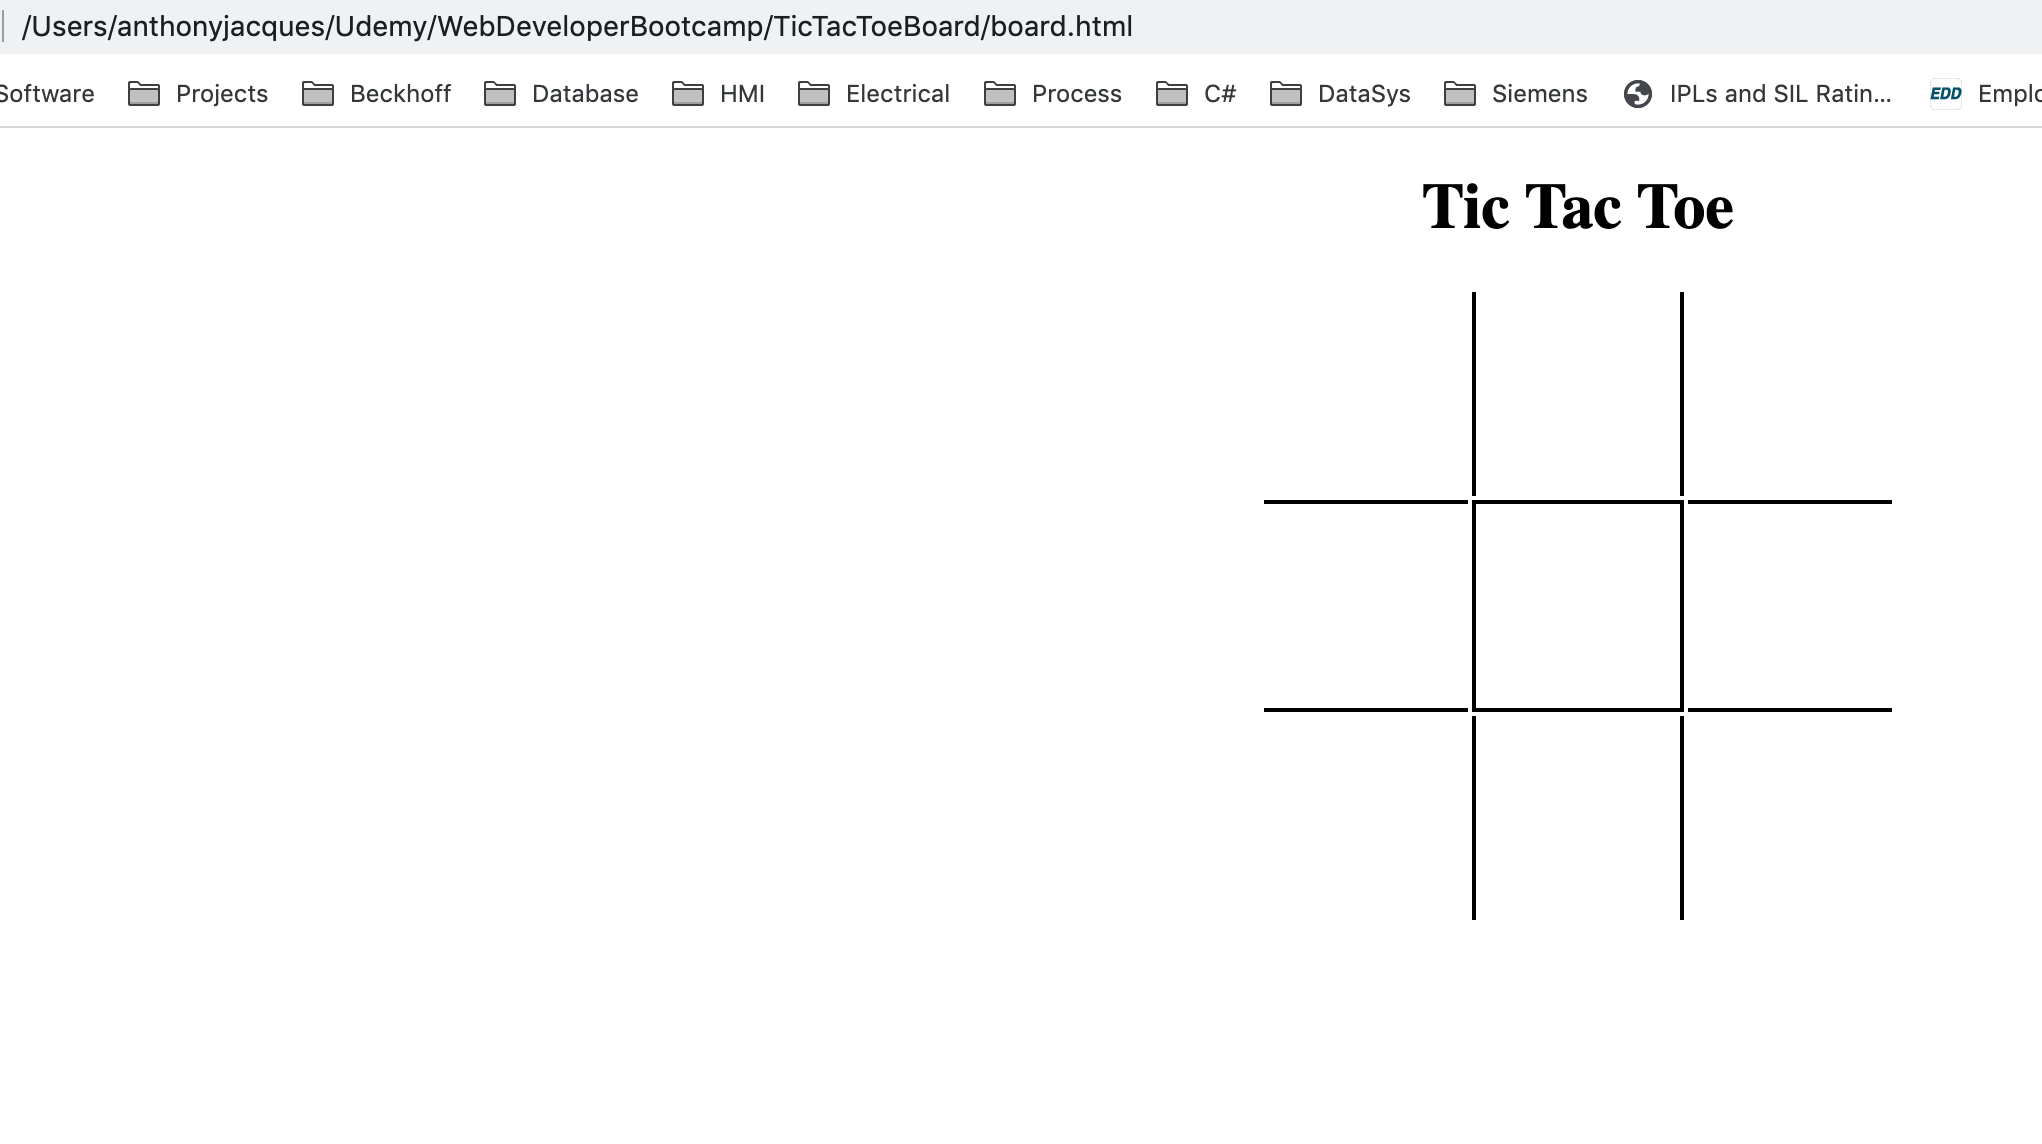 /Users/anthonyjacques/Udemy/WebDeveloperBootcamp/TicTacToeBoard/board.html
Software Projects Beckhoff Database HMI Electrical Process C# DataSys Siemens IPLs and SIL Ratin... EDD Emplo
Tic Tac Toe